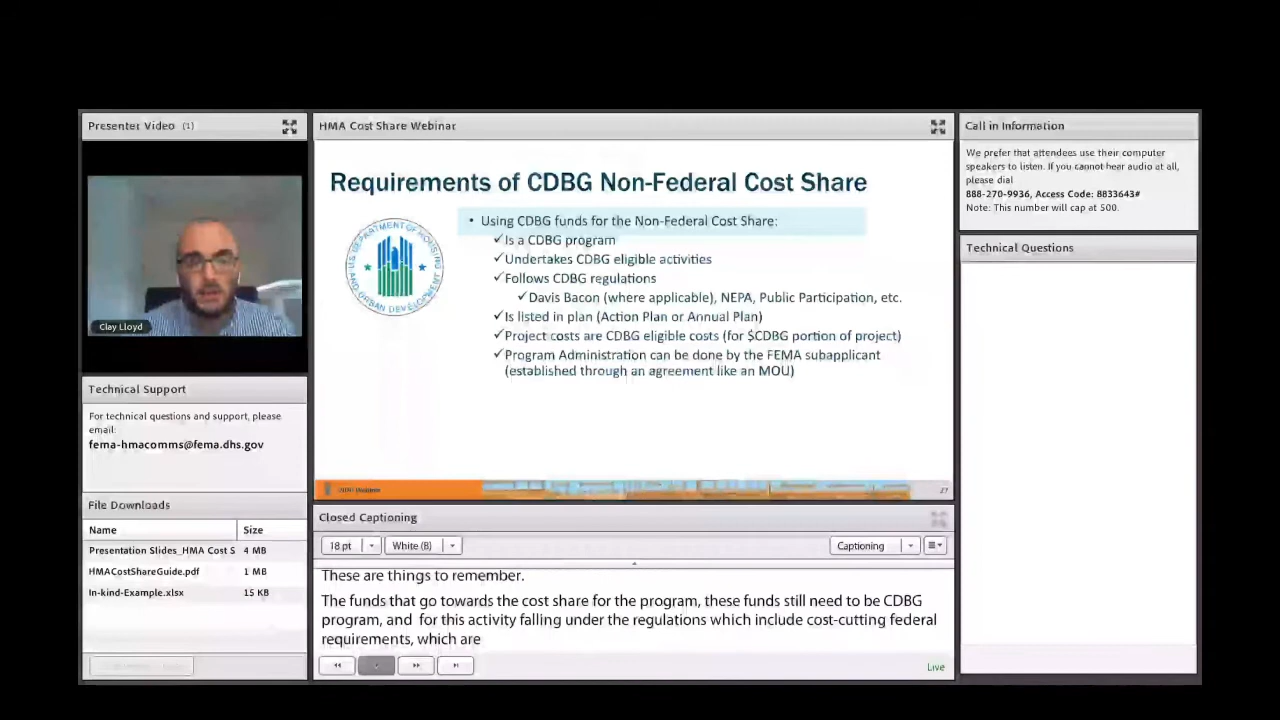 Presenter Video (1)
Clay Lloyd
Technical Support
For technical questions and support, please
email:
fema-hmacomms@fema.dhs.gov
File Downloads
Name Size
Presentation Slides_HMA Cost S 4 MB
HMACostShareGuide.pdf 1 MB
In-kind-Example.xlsx 15 KB
HMA Cost Share Webinar
Requirements of CDBG Non-Federal Cost Share
U.S. DEPARTMENT OF HOUSING
AND URBAN DEVELOPMENT
• Using CDBG funds for the Non-Federal Cost Share:
✓Is a CDBG program
✓Undertakes CDBG eligible activities
✓Follows CDBG regulations
✓Davis Bacon (where applicable), NEPA, Public Participation, etc.
✓Is listed in plan (Action Plan or Annual Plan)
✓Project costs are CDBG eligible costs (for $CDBG portion of project)
✓Program Administration can be done by the FEMA subapplicant
(established through an agreement like an MOU)
27
Closed Captioning
18 pt White (B) Captioning
These are things to remember.
The funds that go towards the cost share for the program, these funds still need to be CDBG
program, and for this activity falling under the regulations which include cost-cutting federal
requirements, which are
Live
Call in Information
We prefer that attendees use their computer
speakers to listen. If you cannot hear audio at all,
please dial
888-270-9936, Access Code: 8833643#
Note: This number will cap at 500.
Technical Questions